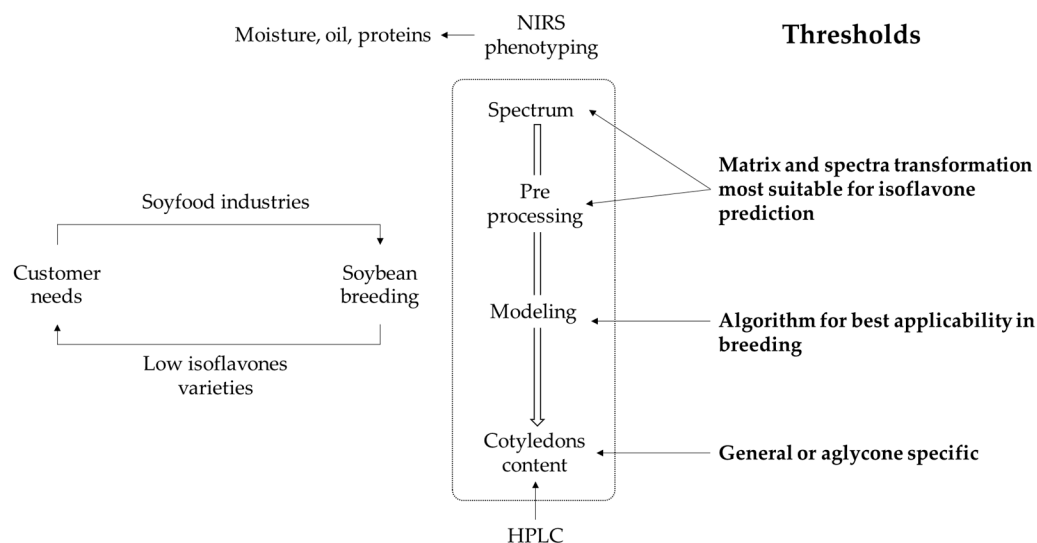 Moisture, oil, proteins
NIRS
phenotyping
Thresholds
Spectrum
Matrix and spectra transformation
most suitable for isoflavone
prediction
Pre
processing
Soyfood industries
Customer
needs
Soybean
breeding
Modeling
Algorithm for best applicability in
breeding
Low isoflavones
varieties
Cotyledons
content
General or aglycone specific
HPLC